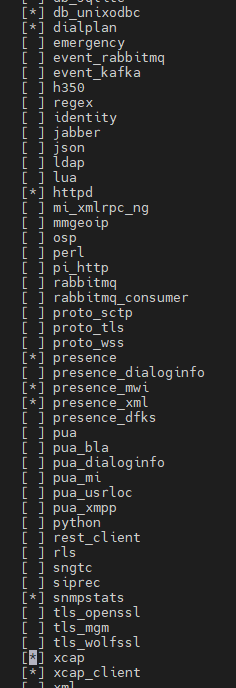 [*] db_unixodbc
[*] dialplan
[ ] emergency
[ ] event_rabbitmq
[ ] event_kafka
[ ] h350
[ ] regex
[ ] identity
[ ] jabber
[ ] json
[ ] ldap
[ ] lua
[*] httpd
[ ] mi_xmlrpc_ng
[ ] mmgeoip
[ ] osp
[ ] perl
[ ] pi_http
[ ] rabbitmq
[ ] rabbitmq_consumer
[ ] proto_sctp
[ ] proto_tls
[ ] proto_wss
[*] presence
[ ] presence_dialoginfo
[*] presence_mwi
[*] presence_xml
[ ] presence_dfks
[ ] pua
[ ] pua_bla
[ ] pua_dialoginfo
[ ] pua_mi
[ ] pua_usrloc
[ ] pua_xmpp
[ ] python
[ ] rest_client
[ ] rls
[ ] sngtc
[ ] siprec
[*] snmpstats
[ ] tls_openssl
[ ] tls_mgm
[ ] tls_wolfssl
[*] xcap
[*] xcap_client